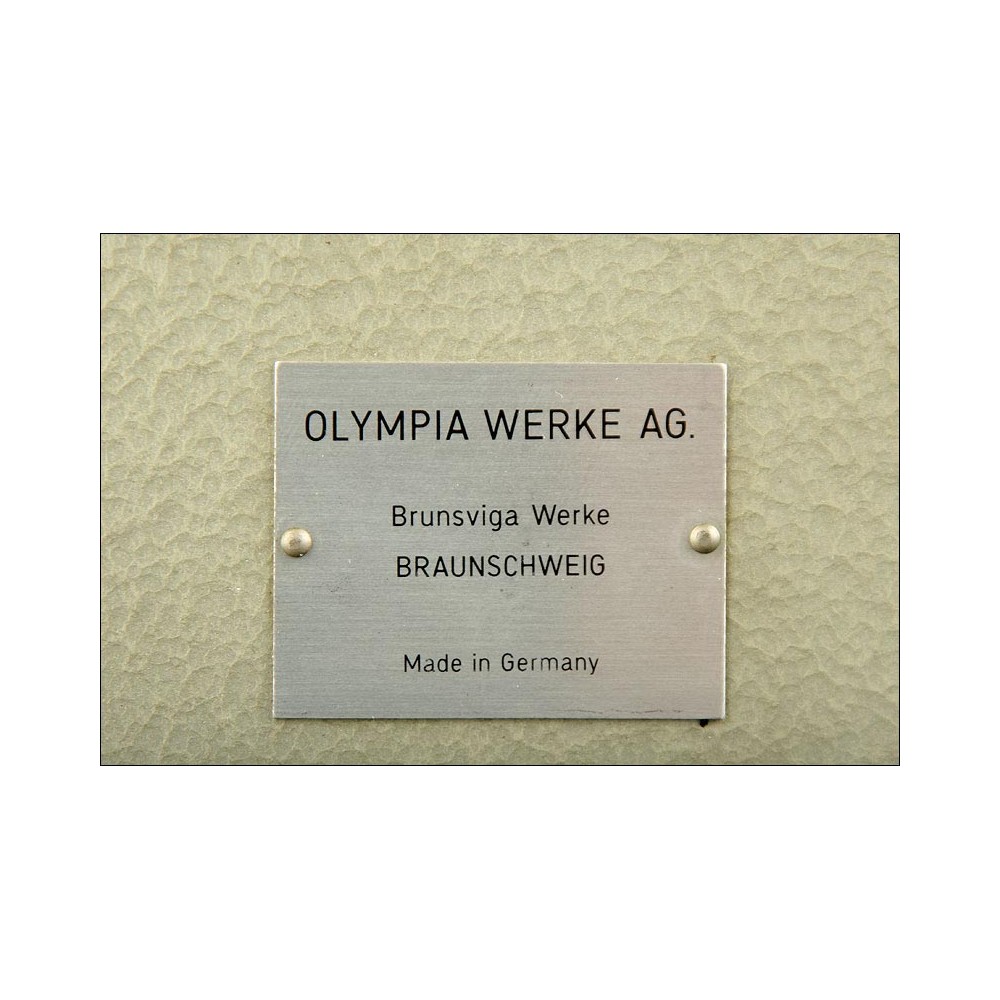 OLYMPIA WERKE AG.
Brunsviga Werke
BRAUNSCHWEIG
Made in Germany